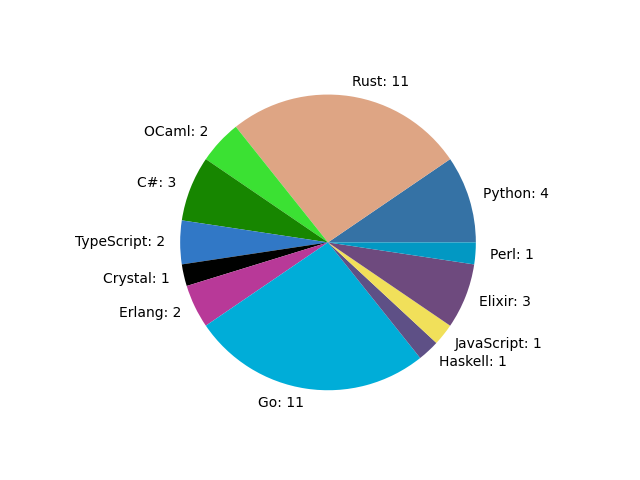 Rust: 11
OCaml: 2
C#: 3
Python: 4
TypeScript: 2
Perl: 1
Crystal: 1
Elixir: 3
Erlang: 2
JavaScript: 1
Haskell: 1
Go: 11